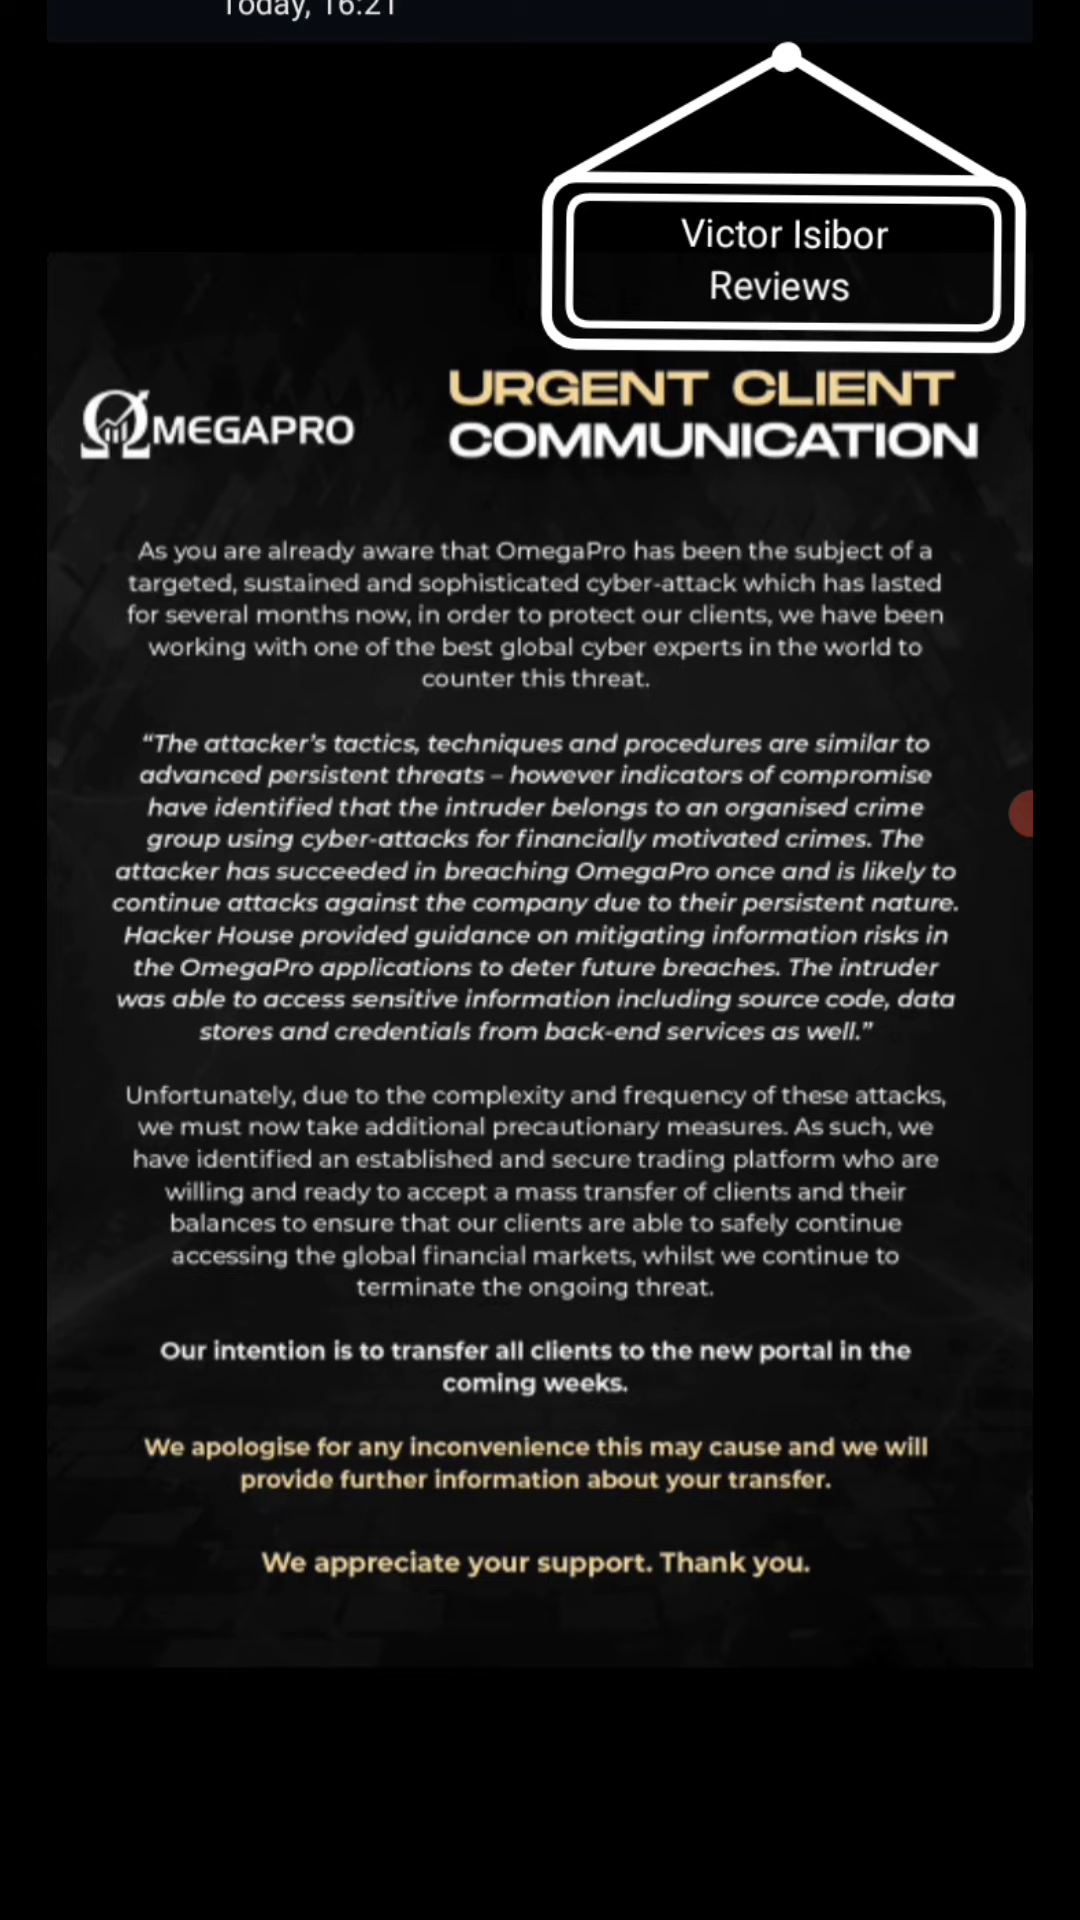 Today, 16:21
Victor Isibor
Reviews
ΩMEGAPRO
URGENT CLIENT
COMMUNICATION
As you are already aware that OmegaPro has been the subject of a
targeted, sustained and sophisticated cyber-attack which has lasted
for several months now, in order to protect our clients, we have been
working with one of the best global cyber experts in the world to
counter this threat.
“The attacker’s tactics, techniques and procedures are similar to
advanced persistent threats – however indicators of compromise
have identified that the intruder belongs to an organised crime
group using cyber-attacks for financially motivated crimes. The
attacker has succeeded in breaching OmegaPro once and is likely to
continue attacks against the company due to their persistent nature.
Hacker House provided guidance on mitigating information risks in
the OmegaPro applications to deter future breaches. The intruder
was able to access sensitive information including source code, data
stores and credentials from back-end services as well.”
Unfortunately, due to the complexity and frequency of these attacks,
we must now take additional precautionary measures. As such, we
have identified an established and secure trading platform who are
willing and ready to accept a mass transfer of clients and their
balances to ensure that our clients are able to safely continue
accessing the global financial markets, whilst we continue to
terminate the ongoing threat.
Our intention is to transfer all clients to the new portal in the
coming weeks.
We apologise for any inconvenience this may cause and we will
provide further information about your transfer.
We appreciate your support. Thank you.